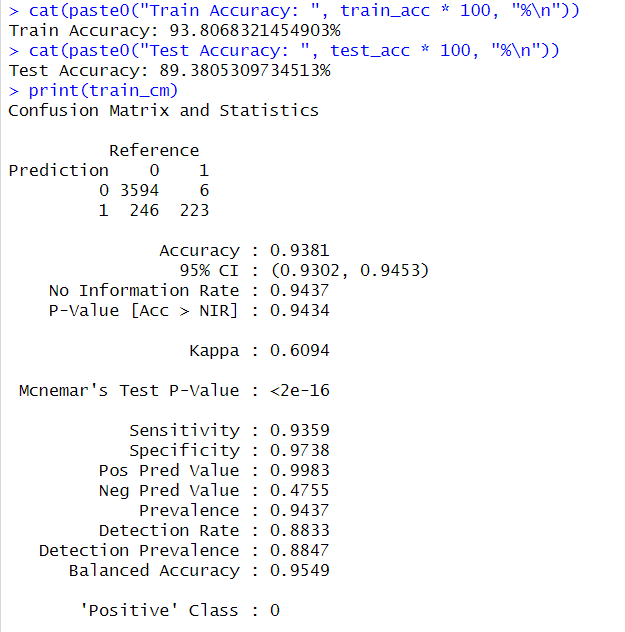 > cat(paste0("Train Accuracy: ", train_acc * 100, "%\n"))
Train Accuracy: 93.8068321454903%
> cat(paste0("Test Accuracy: ", test_acc * 100, "%\n"))
Test Accuracy: 89.3805309734513%
> print(train_cm)
Confusion Matrix and Statistics
Reference
Prediction 0 1
0 3594 6
1 246 223
Accuracy : 0.9381
95% CI : (0.9302, 0.9453)
No Information Rate : 0.9437
P-Value [Acc > NIR] : 0.9434
Kappa : 0.6094
Mcnemar's Test P-Value : <2e-16
Sensitivity : 0.9359
Specificity : 0.9738
Pos Pred Value : 0.9983
Neg Pred Value : 0.4755
Prevalence : 0.9437
Detection Rate : 0.8833
Detection Prevalence : 0.8847
Balanced Accuracy : 0.9549
'Positive' Class : 0